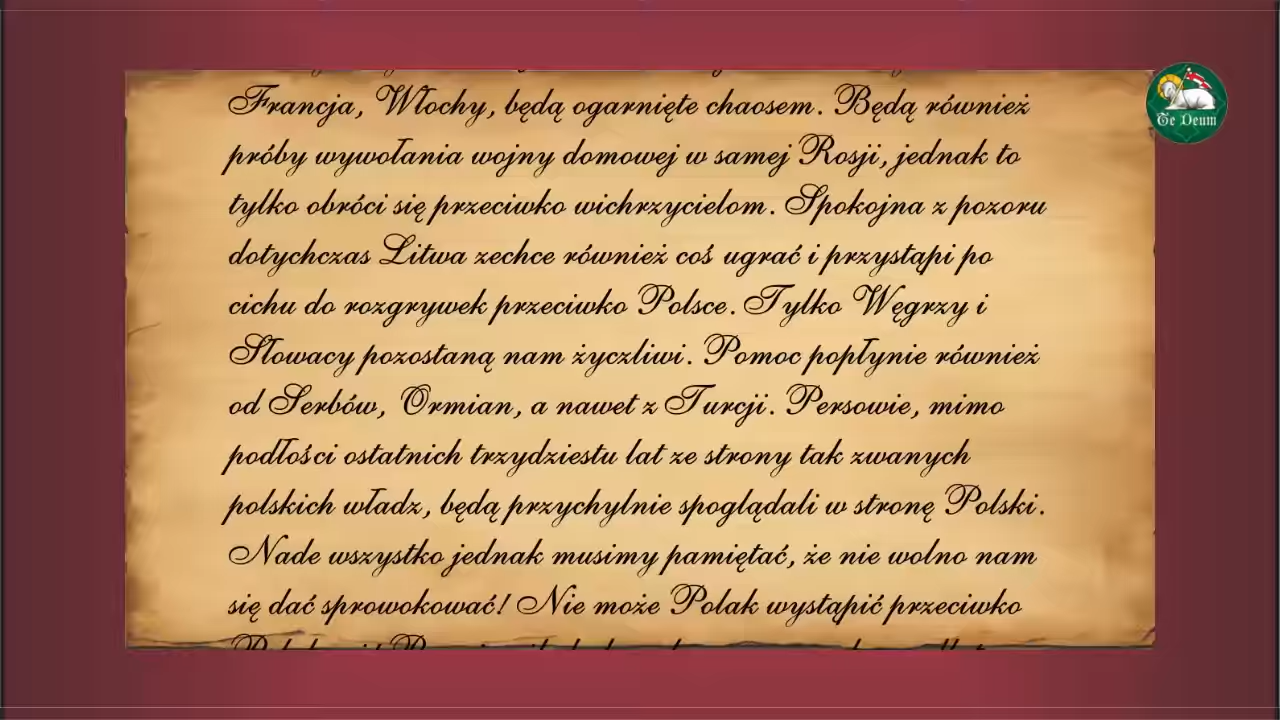 Francja, Włochy, będą ogarnięte chaosem. Będą również
próby wywołania wojny domowej w samej Rosji, jednak to
tylko obróci się przeciwko wichrzycielom. Spokojna z pozoru
dotychczas Litwa zechce również coś ugrać i przystąpi po
cichu do rozgrywek przeciwko Polsce. Tylko Węgrzy i
Słowacy pozostaną nam życzliwi. Pomoc popłynie również
od Serbów, Ormian, a nawet z Turcji. Persowie, mimo
podłości ostatnich trzydziestu lat ze strony tak zwanych
polskich władz, będą przychylnie spoglądali w stronę Polski.
Nade wszystko jednak musimy pamiętać, że nie wolno nam
się dać sprowokować! Nie może Polak wystąpić przeciwko
Te Deum